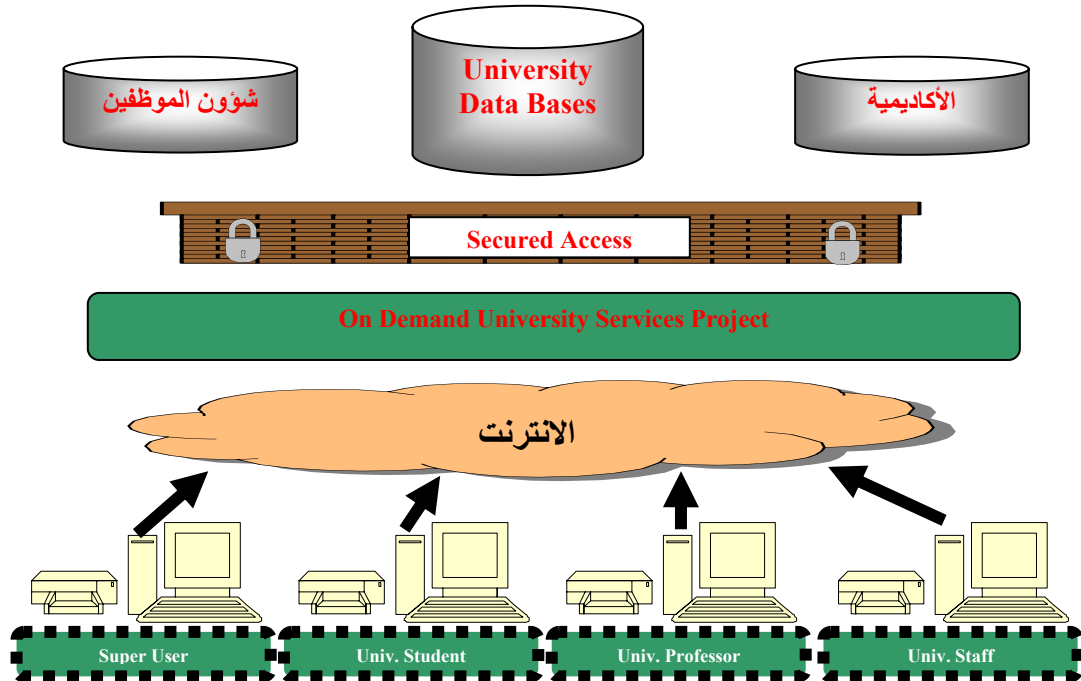 شؤون الموظفين
University
Data Bases
الأكاديمية
Secured Access
On Demand University Services Project
الانترنت
Super User
Univ. Student
Univ. Professor
Univ. Staff